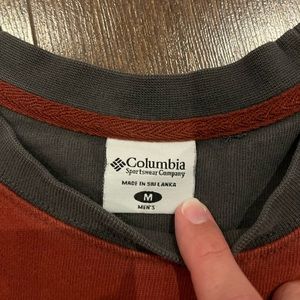 Columbia
Sportswear Company
MADE IN SRI LANKA
M
MEN'S